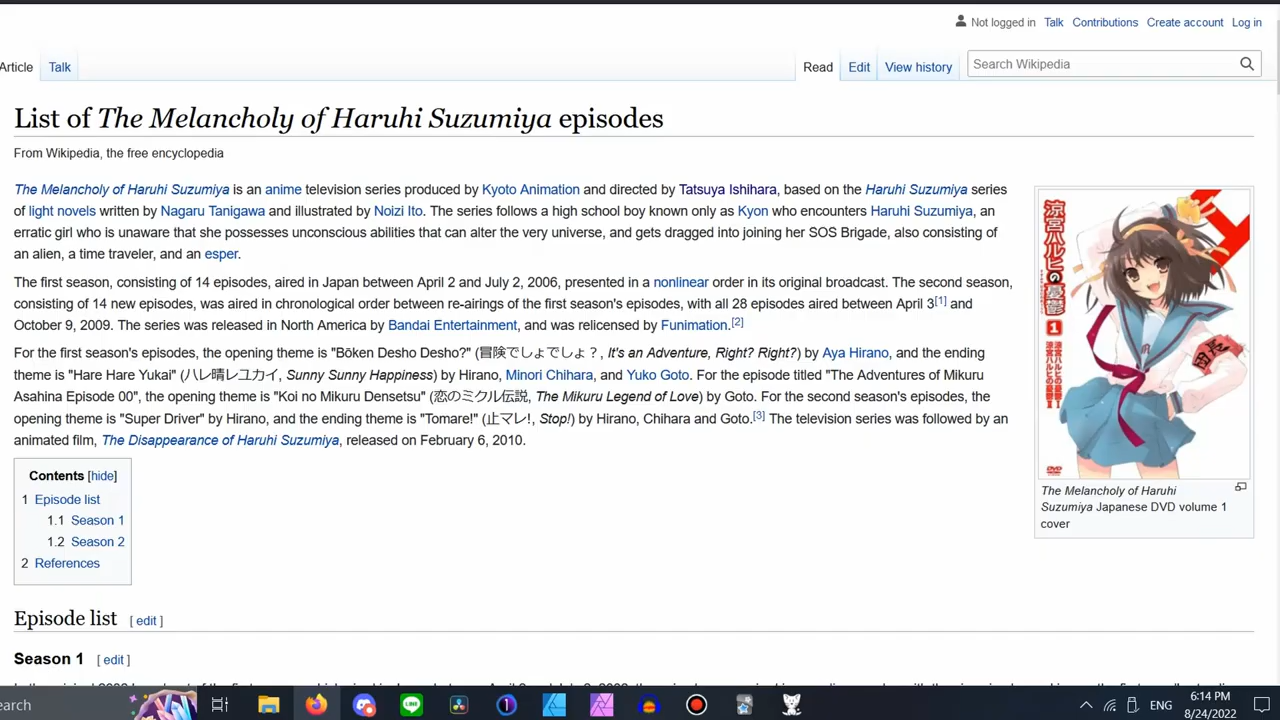 Not logged in Talk Contributions Create account Log in
Article Talk Read Edit View history Search Wikipedia
List of The Melancholy of Haruhi Suzumiya episodes
From Wikipedia, the free encyclopedia
The Melancholy of Haruhi Suzumiya is an anime television series produced by Kyoto Animation and directed by Tatsuya Ishihara, based on the Haruhi Suzumiya series
of light novels written by Nagaru Tanigawa and illustrated by Noizi Ito. The series follows a high school boy known only as Kyon who encounters Haruhi Suzumiya, an
erratic girl who is unaware that she possesses unconscious abilities that can alter the very universe, and gets dragged into joining her SOS Brigade, also consisting of
an alien, a time traveler, and an esper.
The first season, consisting of 14 episodes, aired in Japan between April 2 and July 2, 2006, presented in a nonlinear order in its original broadcast. The second season,
consisting of 14 new episodes, was aired in chronological order between re-airings of the first season's episodes, with all 28 episodes aired between April 3[1] and
October 9, 2009. The series was released in North America by Bandai Entertainment, and was relicensed by Funimation.[2]
For the first season's episodes, the opening theme is "Bōken Desho Desho?" (冒険でしょでしょ？, It's an Adventure, Right? Right?) by Aya Hirano, and the ending
theme is "Hare Hare Yukai" (ハレ晴レユカイ, Sunny Sunny Happiness) by Hirano, Minori Chihara, and Yuko Goto. For the episode titled "The Adventures of Mikuru
Asahina Episode 00", the opening theme is "Koi no Mikuru Densetsu" (恋のミクル伝説, The Mikuru Legend of Love) by Goto. For the second season's episodes, the
opening theme is "Super Driver" by Hirano, and the ending theme is "Tomare!" (止マレ!, Stop!) by Hirano, Chihara and Goto.[3] The television series was followed by an
animated film, The Disappearance of Haruhi Suzumiya, released on February 6, 2010.
涼宮ハルヒの憂鬱
1
団長
DVD
The Melancholy of Haruhi
Suzumiya Japanese DVD volume 1
cover
Contents [hide]
1 Episode list
1.1 Season 1
1.2 Season 2
2 References
Episode list [ edit ]
Season 1 [ edit ]
earch
LINE
ENG
6:14 PM
8/24/2022